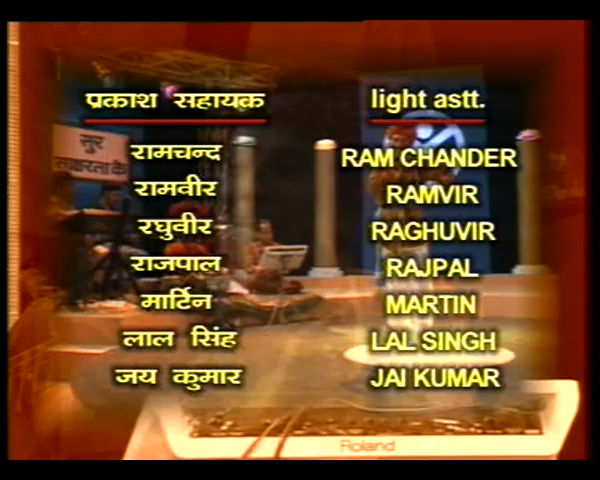 प्रकाश सहायक light astt.
रामचन्द्र RAM CHANDER
रामवीर RAMVIR
रघुवीर RAGHUVIR
राजपाल RAJPAL
मार्टिन MARTIN
लाल सिंह LAL SINGH
जय कुमार JAI KUMAR
सुर
साक्षरता के
Roland